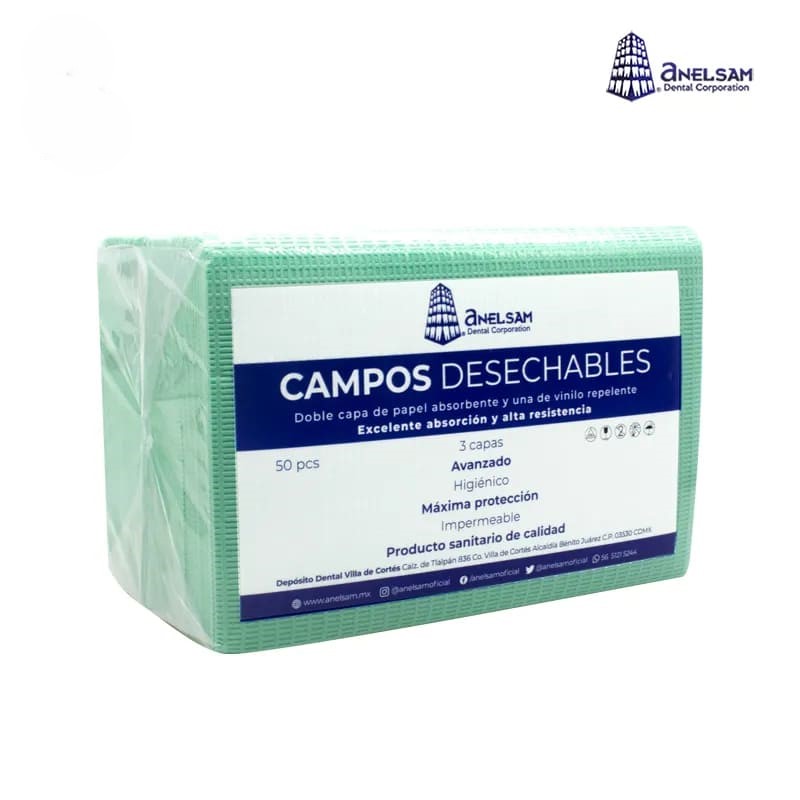 ANELSAM
® Dental Corporation
ANELSAM
® Dental Corporation
CAMPOS DESECHABLES
Doble capa de papel absorbente y una de vinilo repelente
Excelente absorción y alta resistencia
50 pcs
3 capas
Avanzado
Higiénico
Máxima protección
Impermeable
Producto sanitario de calidad
Depósito Dental Villa de Cortés Calz. de Tlalpán 836 Co. Villa de Cortés Alcaldía Bénito Juárez C.P. 03530 CDMX.
www.anelsam.mx @anelsamoficial /anelsamoficial @anelsamoficial 56 5121 5244